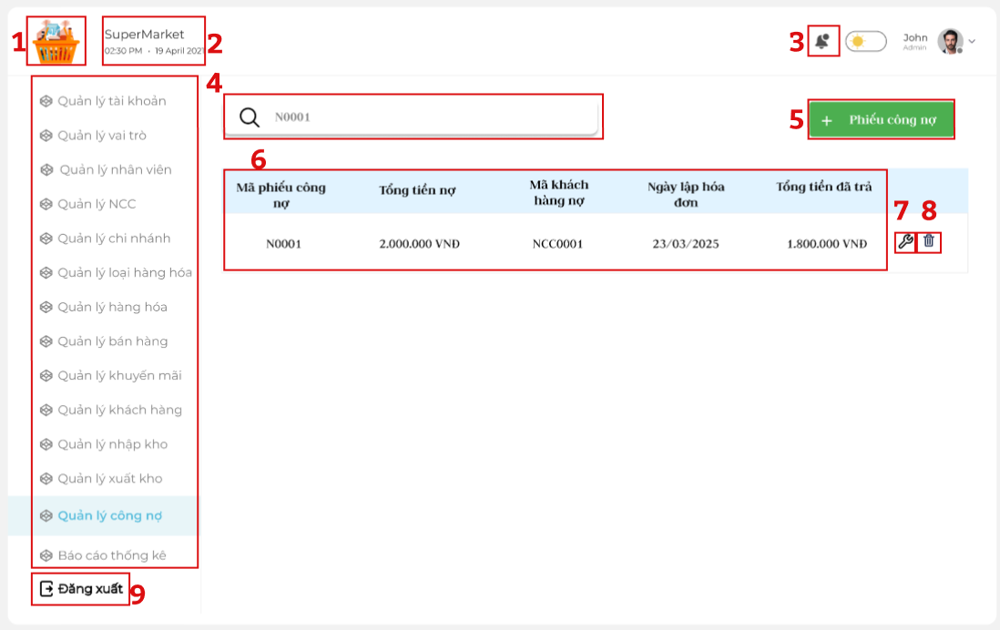 1
SuperMarket
02:30 PM • 19 April 2021
2
3
John
Admin
4
N0001
5
+ Phiếu công nợ
Quản lý tài khoản
Quản lý vai trò
Quản lý nhân viên
Quản lý NCC
Quản lý chi nhánh
Quản lý loại hàng hóa
Quản lý hàng hóa
Quản lý bán hàng
Quản lý khuyến mãi
Quản lý khách hàng
Quản lý nhập kho
Quản lý xuất kho
Quản lý công nợ
Báo cáo thống kê
Đăng xuất
9
6
Mã phiếu công
nợ
Tổng tiền nợ
Mã khách
hàng nợ
Ngày lập hóa
đơn
Tổng tiền đã trả
7 8
N0001 2.000.000 VNĐ NCC0001 23/03/2025 1.800.000 VNĐ